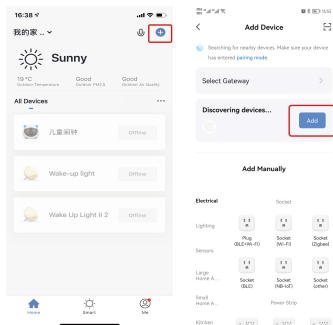 16:38
我的家 .. ▾
Sunny
19 °C
Outdoor Temperature
Good
Outdoor PM2.5
Good
Outdoor Air Quality
All Devices
...
儿童闹钟
Offline
Wake-up light
Offline
Wake Up Light II 2
Offline
Home
Smart
Me
Add Device
Searching for nearby devices. Make sure your device
has entered pairing mode.
Select Gateway
Discovering devices...
Add
Add Manually
Electrical
Socket
Lighting
Plug
(BLE+Wi-Fi)
Socket
(Wi-Fi)
Socket
(Zigbee)
Sensors
Large
Home A...
Socket
(BLE)
Socket
(NB-IoT)
Socket
(other)
Small
Home A...
Power Strip
Kitchen